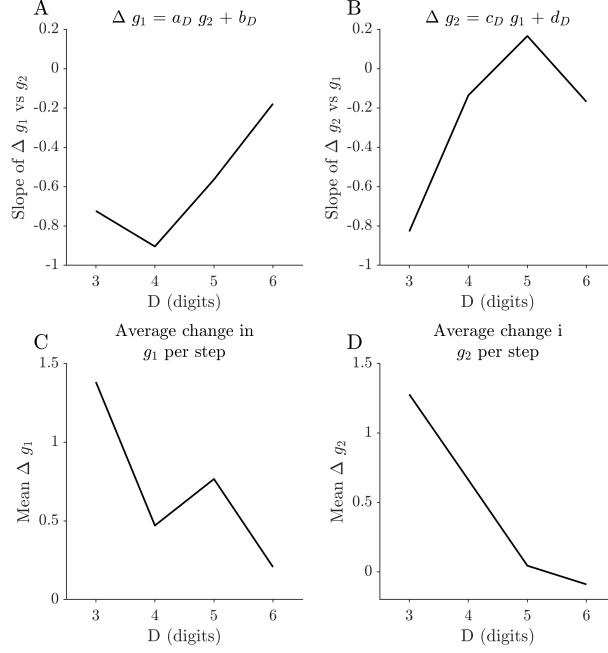 A
Δ g1 = aD g2 + bD
0.2
0
-0.2
-0.4
-0.6
-0.8
-1
Slope of Δ g1 vs g2
3 4 5 6
D (digits)
B
Δ g2 = cD g1 + dD
0.2
0
-0.2
-0.4
-0.6
-0.8
-1
Slope of Δ g2 vs g1
3 4 5 6
D (digits)
C
Average change in
g1 per step
1.5
1
0.5
0
Mean Δ g1
3 4 5 6
D (digits)
D
Average change i
g2 per step
1.5
1
0.5
0
Mean Δ g2
3 4 5 6
D (digits)